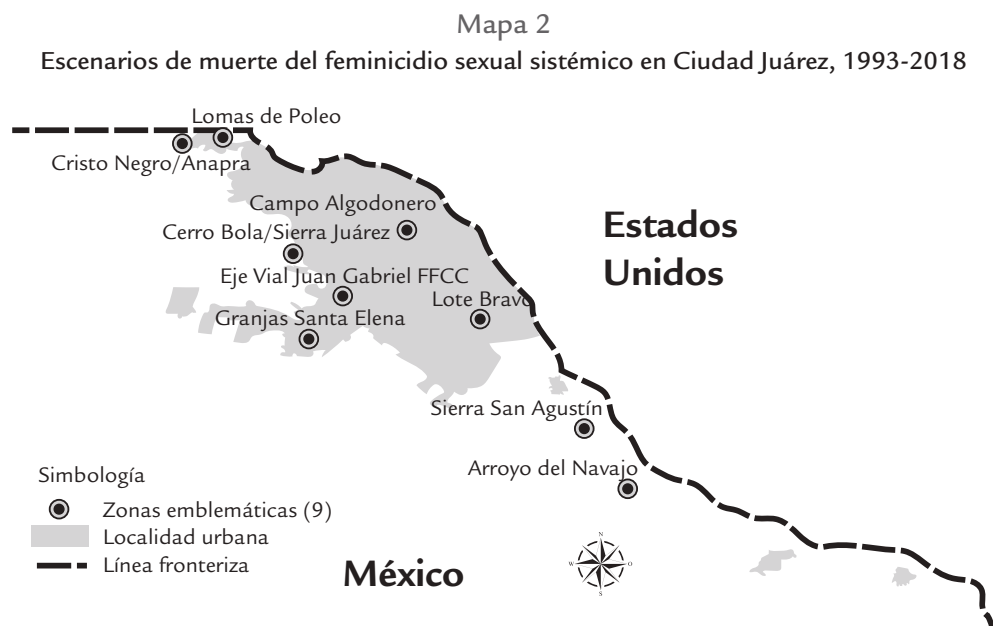 Mapa 2
Escenarios de muerte del feminicidio sexual sistémico en Ciudad Juárez, 1993-2018
Lomas de Poleo
Cristo Negro/Anapra
Campo Algodonero
Cerro Bola/Sierra Juárez
Estados
Unidos
Eje Vial Juan Gabriel FFCC
Lote Bravo
Granjas Santa Elena
Sierra San Agustín
Arroyo del Navajo
Simbología
Zonas emblemáticas (9)
Localidad urbana
Línea fronteriza
México
N
W
O
S